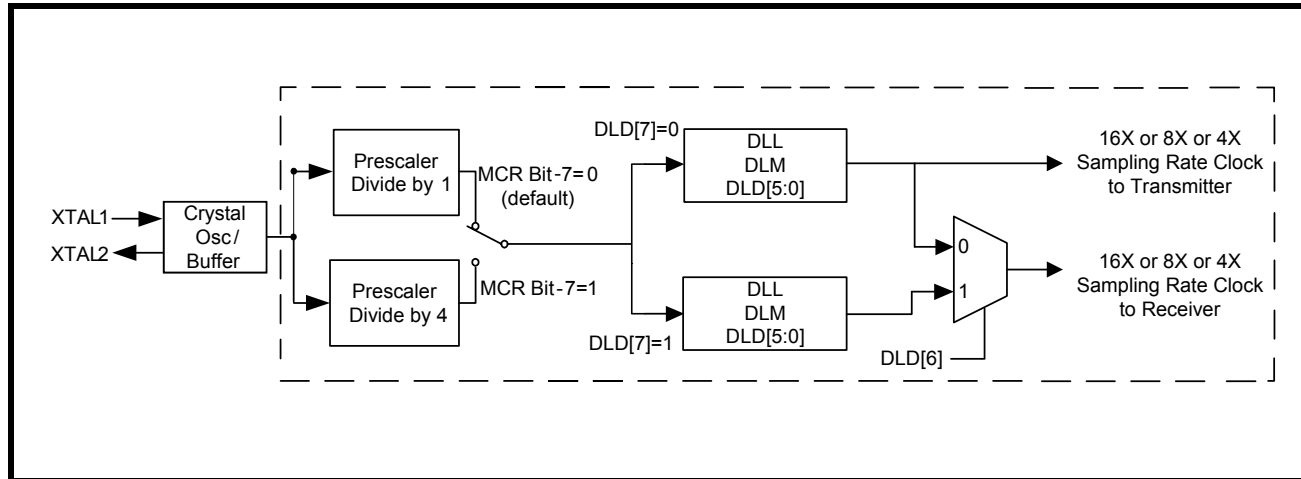 XTAL1
XTAL2
Crystal
Osc/
Buffer
Prescaler
Divide by 1
Prescaler
Divide by 4
MCR Bit-7=0
(default)
MCR Bit-7=1
DLD[7]=0
DLL
DLM
DLD[5:0]
DLD[7]=1
DLL
DLM
DLD[5:0]
0
1
DLD[6]
16X or 8X or 4X
Sampling Rate Clock
to Transmitter
16X or 8X or 4X
Sampling Rate Clock
to Receiver